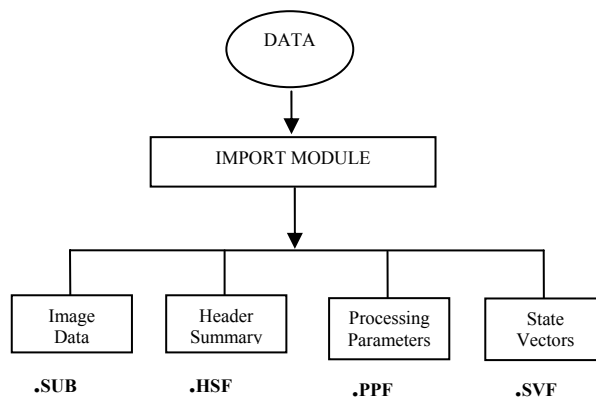 DATA
IMPORT MODULE
Image
Data
Header
Summary
Processing
Parameters
State
Vectors
.SUB
.HSF
.PPF
.SVF